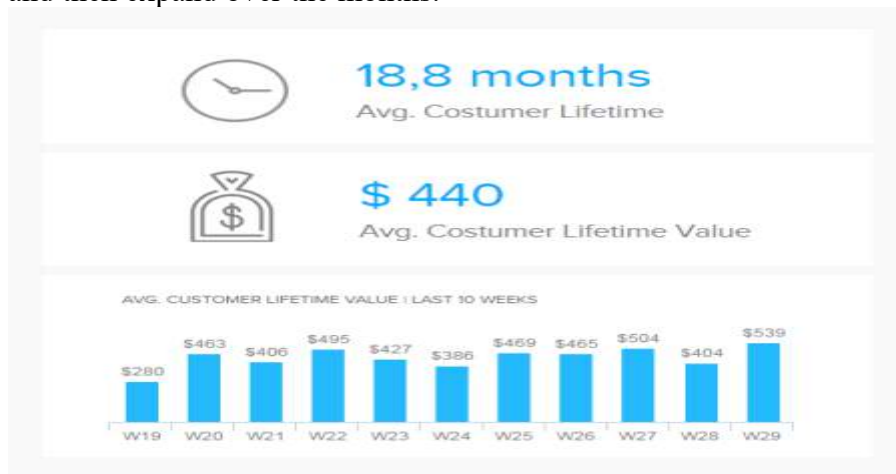 18,8 months
Avg. Costumer Lifetime
$
$ 440
Avg. Costumer Lifetime Value
AVG. CUSTOMER LIFETIME VALUE | LAST 10 WEEKS
$280 $463 $406 $495 $427 $386 $469 $465 $504 $404 $539
W19 W20 W21 W22 W23 W24 W25 W26 W27 W28 W29